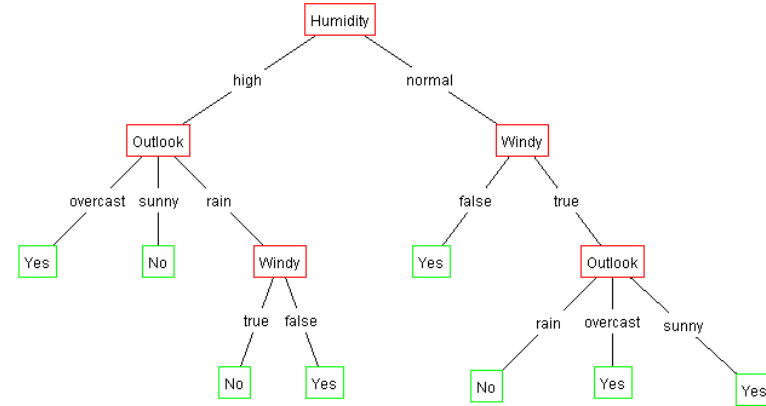 Humidity
high normal
Outlook Windy
overcast sunny rain false true
Yes No Windy Yes Outlook
true false rain overcast sunny
No Yes No Yes Yes